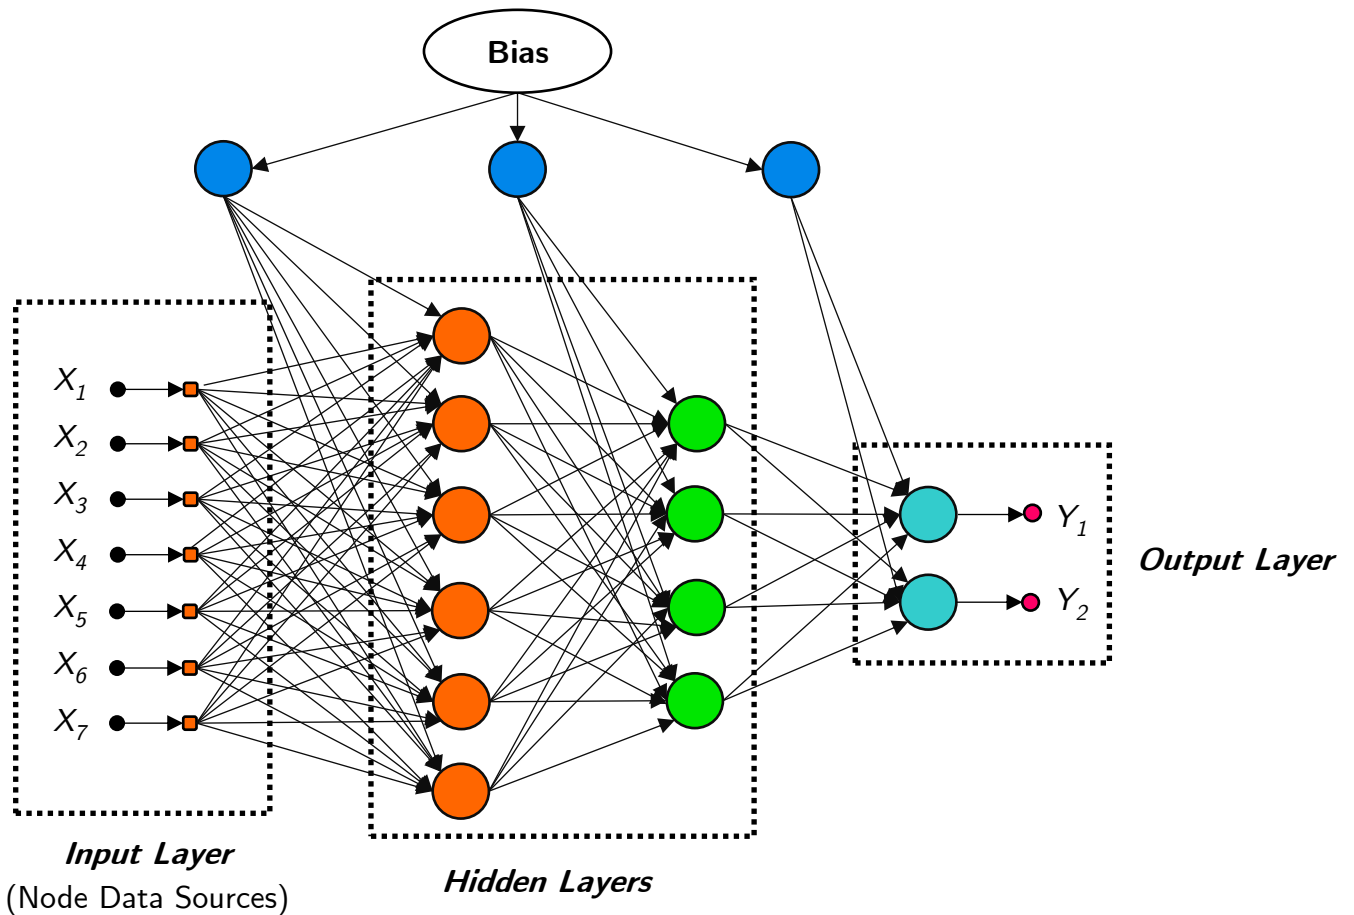 Bias
X1
X2
X3
X4
X5
X6
X7
Y1
Y2
Output Layer
Input Layer
(Node Data Sources)
Hidden Layers